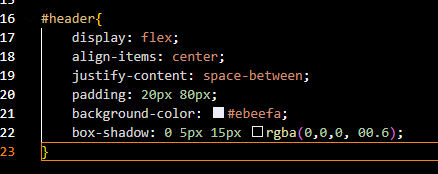 16 #header{
17 display: flex;
18 align-items: center;
19 justify-content: space-between;
20 padding: 20px 80px;
21 background-color: #ebeefa;
22 box-shadow: 0 5px 15px rgba(0,0,0, 00.6);
23 }